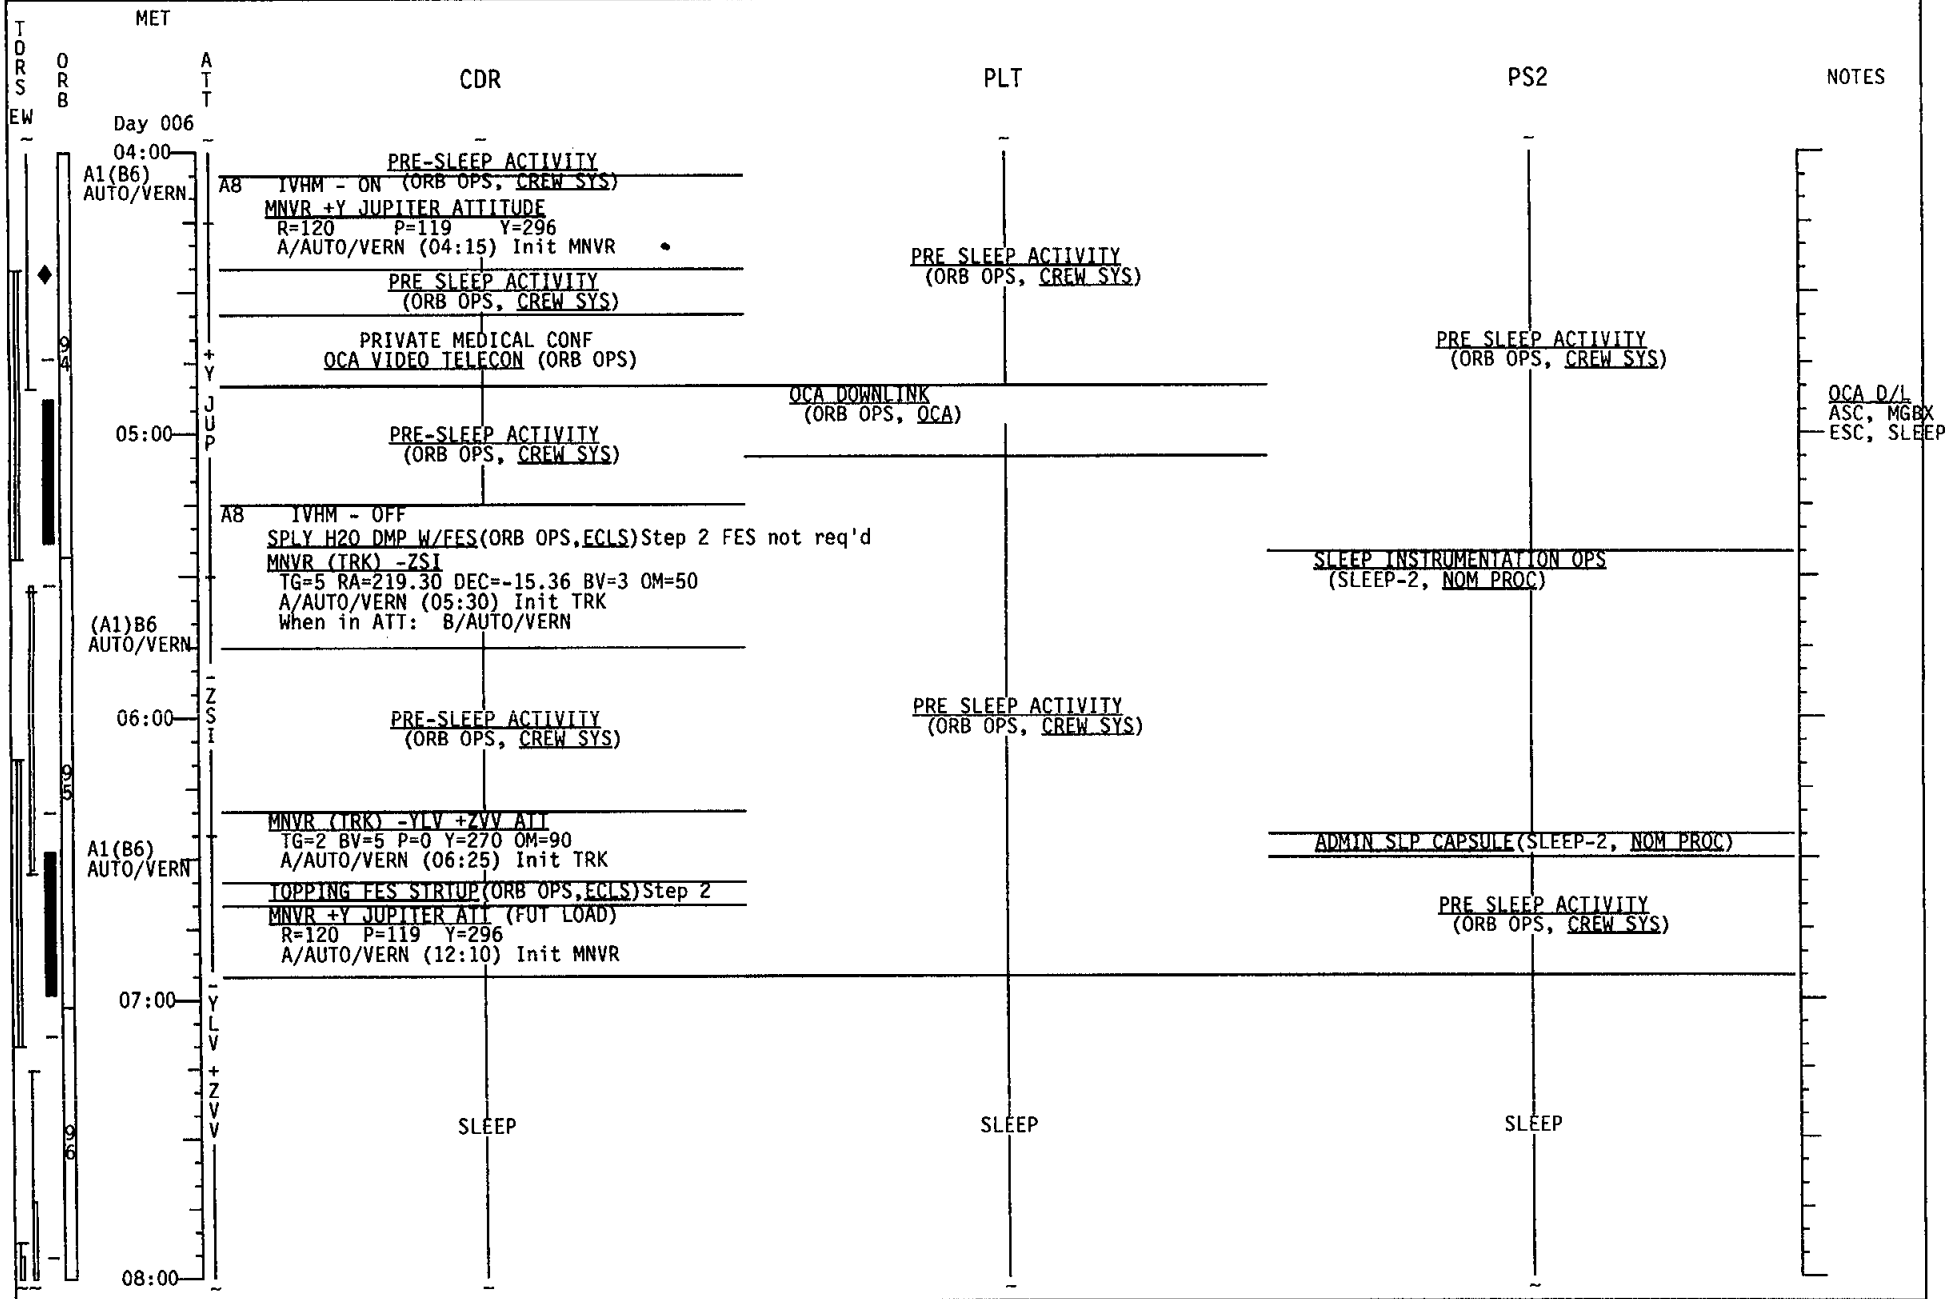 MET
TDRS
EW
ORB
ATT
CDR
PLT
PS2
NOTES
Day 006
04:00
A1(B6)
AUTO/VERN
PRE-SLEEP ACTIVITY
A8 IVHM - ON (ORB OPS, CREW SYS)
MNVR +Y JUPITER ATTITUDE
R=120 P=119 Y=296
A/AUTO/VERN (04:15) Init MNVR
PRE SLEEP ACTIVITY
(ORB OPS, CREW SYS)
PRE SLEEP ACTIVITY
(ORB OPS, CREW SYS)
94
+Y JUP
PRIVATE MEDICAL CONF
OCA VIDEO TELECON (ORB OPS)
PRE SLEEP ACTIVITY
(ORB OPS, CREW SYS)
OCA DOWNLINK
(ORB OPS, OCA)
OCA D/L
ASC, MGBX
ESC, SLEEP
05:00
PRE-SLEEP ACTIVITY
(ORB OPS, CREW SYS)
A8 IVHM - OFF
SPLY H2O DMP W/FES(ORB OPS,ECLS)Step 2 FES not req'd
MNVR (TRK) -ZSI
TG=5 RA=219.30 DEC=-15.36 BV=3 OM=50
A/AUTO/VERN (05:30) Init TRK
When in ATT: B/AUTO/VERN
SLEEP INSTRUMENTATION OPS
(SLEEP-2, NOM PROC)
(A1)B6
AUTO/VERN
-ZSI
06:00
PRE-SLEEP ACTIVITY
(ORB OPS, CREW SYS)
PRE SLEEP ACTIVITY
(ORB OPS, CREW SYS)
95
MNVR (TRK) -YLV +ZVV ATT
TG=2 BV=5 P=0 Y=270 OM=90
A/AUTO/VERN (06:25) Init TRK
A1(B6)
AUTO/VERN
ADMIN SLP CAPSULE(SLEEP-2, NOM PROC)
TOPPING FES STRTUP(ORB OPS,ECLS)Step 2
MNVR +Y JUPITER ATT (FUT LOAD)
R=120 P=119 Y=296
A/AUTO/VERN (12:10) Init MNVR
PRE SLEEP ACTIVITY
(ORB OPS, CREW SYS)
07:00
-YLV +ZVV
96
SLEEP
SLEEP
SLEEP
08:00